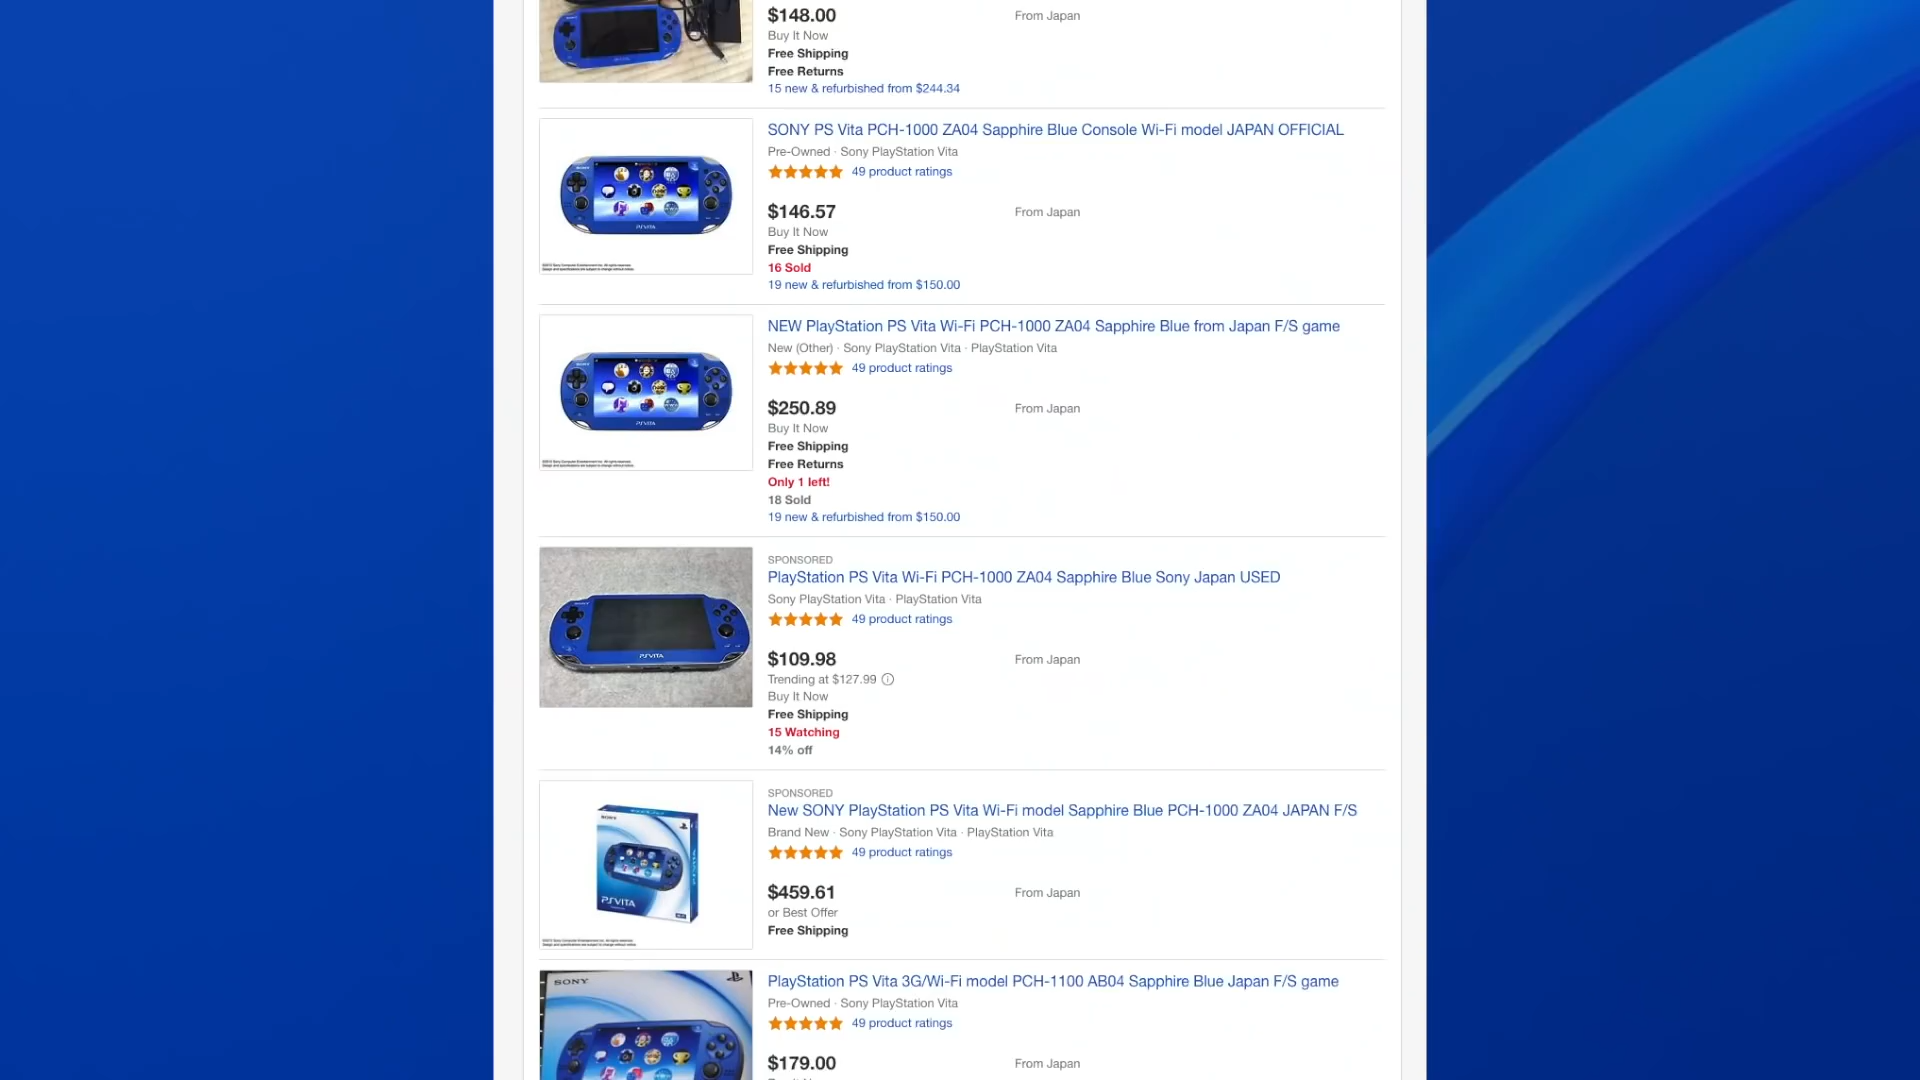 $148.00
From Japan
Buy It Now
Free Shipping
Free Returns
15 new & refurbished from $244.34
SONY PS Vita PCH-1000 ZA04 Sapphire Blue Console Wi-Fi model JAPAN OFFICIAL
Pre-Owned · Sony PlayStation Vita
49 product ratings
$146.57
From Japan
Buy It Now
Free Shipping
16 Sold
19 new & refurbished from $150.00
PSVITA
NEW PlayStation PS Vita Wi-Fi PCH-1000 ZA04 Sapphire Blue from Japan F/S game
New (Other) · Sony PlayStation Vita · PlayStation Vita
49 product ratings
$250.89
From Japan
Buy It Now
Free Shipping
Free Returns
Only 1 left!
18 Sold
19 new & refurbished from $150.00
PSVITA
SPONSORED
PlayStation PS Vita Wi-Fi PCH-1000 ZA04 Sapphire Blue Sony Japan USED
Sony PlayStation Vita · PlayStation Vita
49 product ratings
$109.98
From Japan
Trending at $127.99
Buy It Now
Free Shipping
15 Watching
14% off
PSVITA
SPONSORED
New SONY PlayStation PS Vita Wi-Fi model Sapphire Blue PCH-1000 ZA04 JAPAN F/S
Brand New · Sony PlayStation Vita · PlayStation Vita
49 product ratings
$459.61
From Japan
or Best Offer
Free Shipping
SONY
PSVITA
PlayStation PS Vita 3G/Wi-Fi model PCH-1100 AB04 Sapphire Blue Japan F/S game
Pre-Owned · Sony PlayStation Vita
49 product ratings
$179.00
From Japan
SONY